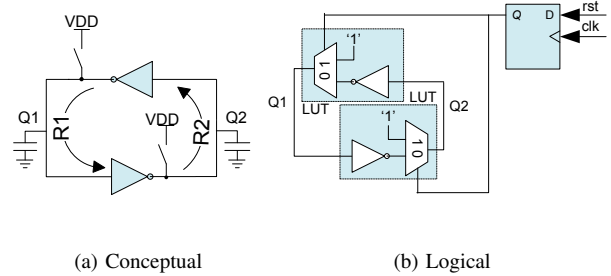 VDD
Q1
R1
VDD
R2
Q2
(a) Conceptual
Q D
rst
clk
'1'
0 1
Q1
LUT
LUT
Q2
'1'
1 0
(b) Logical